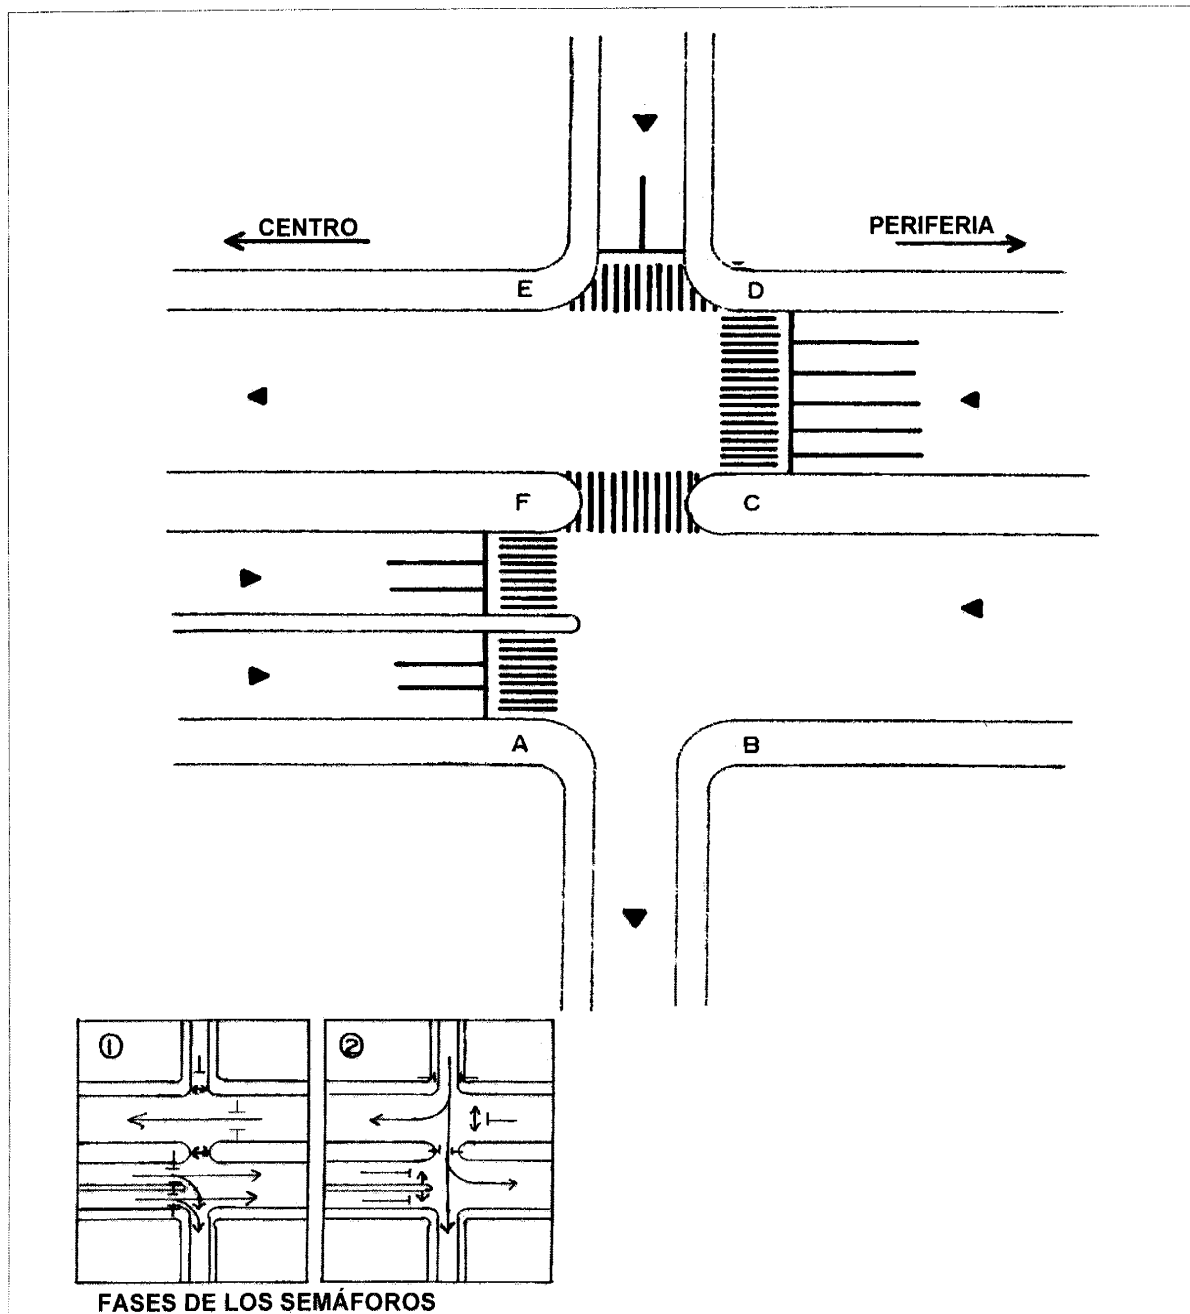 CENTRO
PERIFERIA
E
D
F
C
A
B
①
②
FASES DE LOS SEMÁFOROS